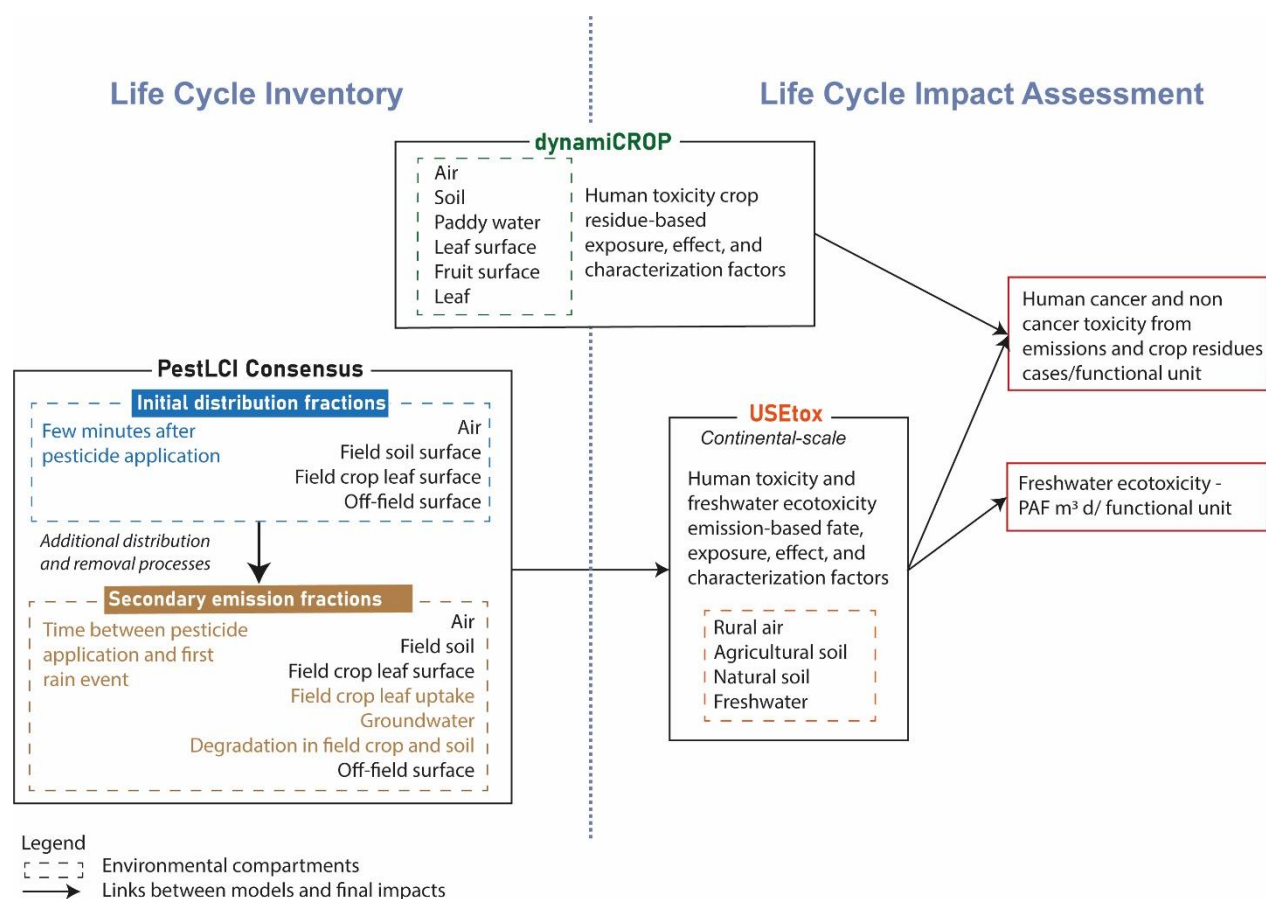 Life Cycle Inventory
Life Cycle Impact Assessment
dynamiCROP
Air
Soil
Paddy water
Leaf surface
Fruit surface
Leaf
Human toxicity crop
residue-based
exposure, effect, and
characterization factors
Human cancer and non
cancer toxicity from
emissions and crop residues
cases/functional unit
PestLCI Consensus
Initial distribution fractions
Few minutes after
pesticide application
Air
Field soil surface
Field crop leaf surface
Off-field surface
Additional distribution
and removal processes
Secondary emission fractions
Time between pesticide
application and first
rain event
Air
Field soil
Field crop leaf surface
Field crop leaf uptake
Groundwater
Degradation in field crop and soil
Off-field surface
USEtox
Continental-scale
Human toxicity and
freshwater ecotoxicity
emission-based fate,
exposure, effect, and
characterization factors
Rural air
Agricultural soil
Natural soil
Freshwater
Freshwater ecotoxicity -
PAF m³ d/ functional unit
Legend
Environmental compartments
Links between models and final impacts